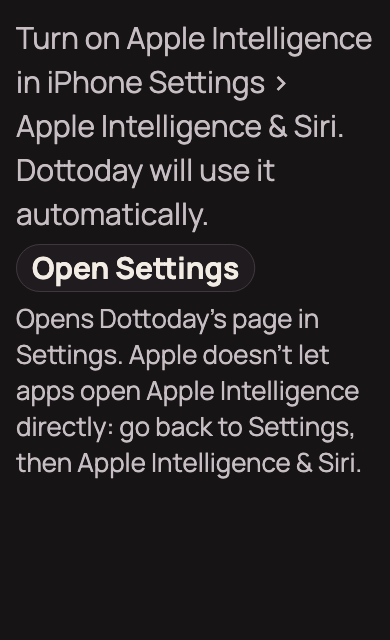 Turn on Apple Intelligence
in iPhone Settings >
Apple Intelligence & Siri.
Dottoday will use it
automatically.
Open Settings
Opens Dottoday’s page in
Settings. Apple doesn’t let
apps open Apple Intelligence
directly: go back to Settings,
then Apple Intelligence & Siri.